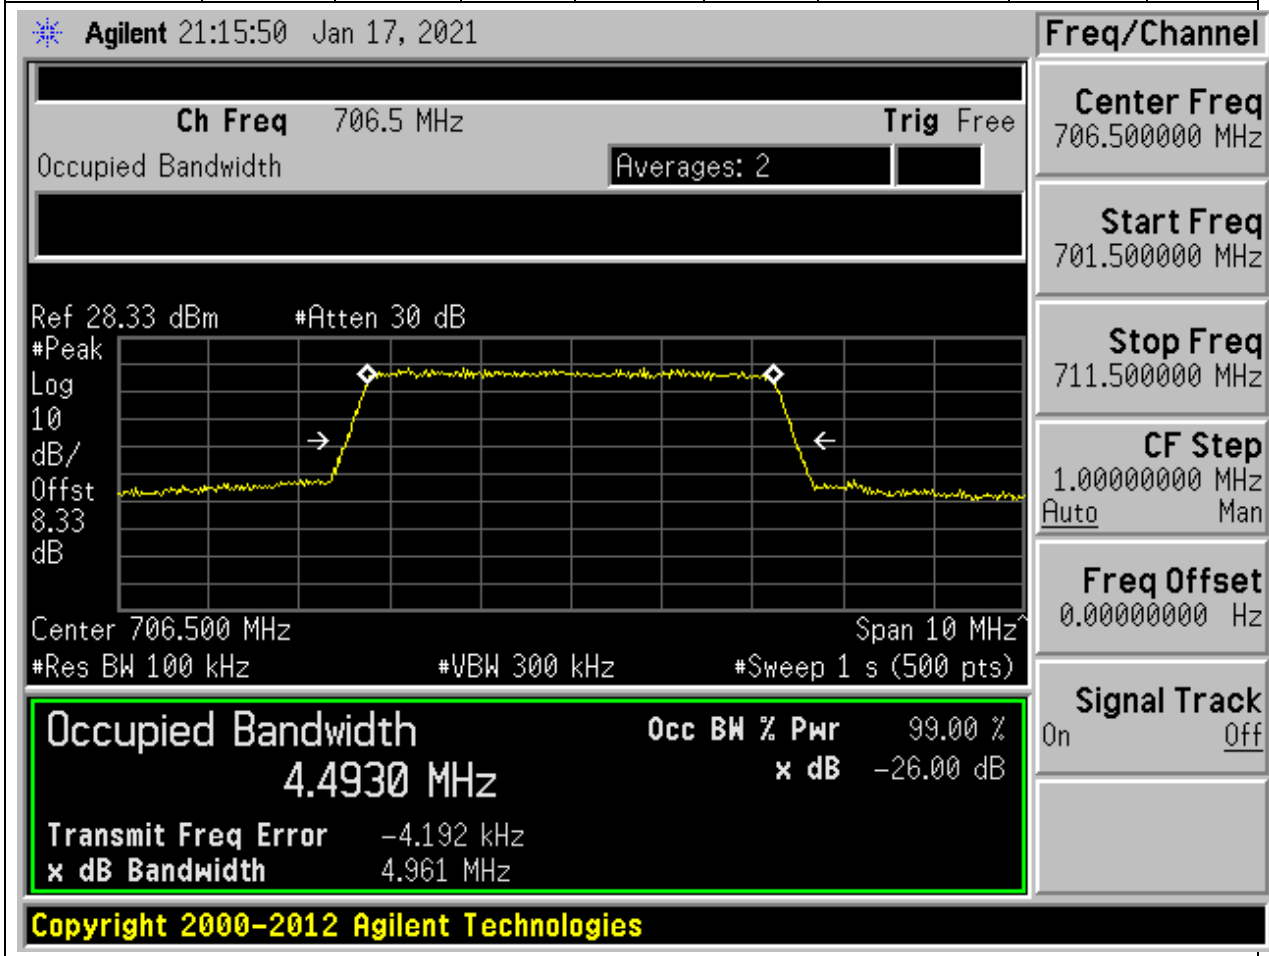 Agilent 21:15:50 Jan 17, 2021
Freq/Channel
Ch Freq 706.5 MHz Trig Free
Occupied Bandwidth Averages: 2
Center Freq
706.500000 MHz
Start Freq
701.500000 MHz
Stop Freq
711.500000 MHz
CF Step
1.00000000 MHz
Auto Man
Freq Offset
0.00000000 Hz
Signal Track
On Off
Ref 28.33 dBm #Atten 30 dB
#Peak
Log
10
dB/
Offst
8.33
dB
Center 706.500 MHz Span 10 MHz^
#Res BW 100 kHz #VBW 300 kHz #Sweep 1 s (500 pts)
Occupied Bandwidth Occ BW % Pwr 99.00 %
4.4930 MHz x dB -26.00 dB
Transmit Freq Error -4.192 kHz
x dB Bandwidth 4.961 MHz
Copyright 2000-2012 Agilent Technologies